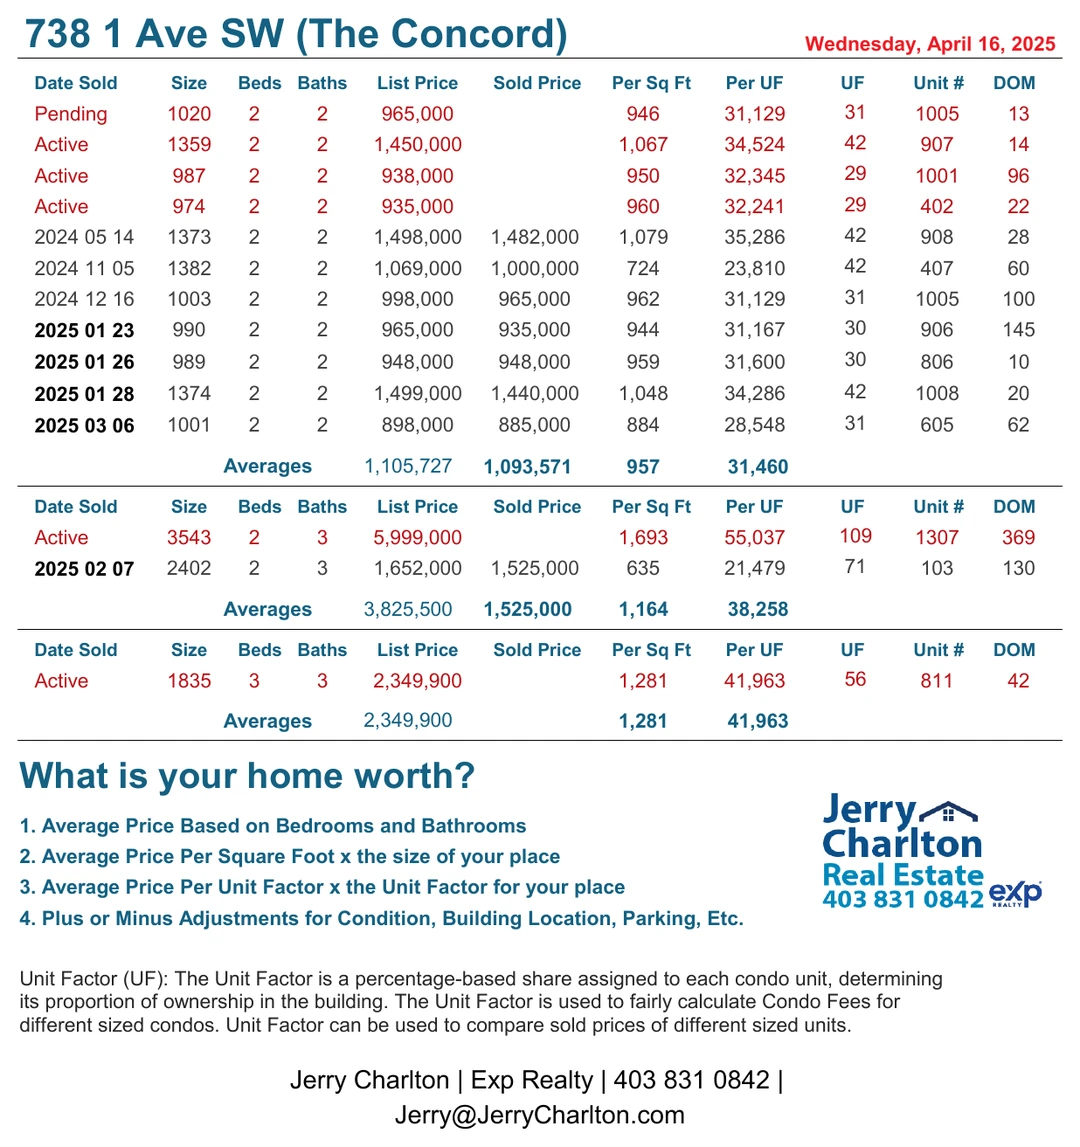 738 1 Ave SW (The Concord)
Wednesday, April 16, 2025
Date Sold Size Beds Baths List Price Sold Price Per Sq Ft Per UF UF Unit # DOM
Pending 1020 2 2 965,000 946 31,129 31 1005 13
Active 1359 2 2 1,450,000 1,067 34,524 42 907 14
Active 987 2 2 938,000 950 32,345 29 1001 96
Active 974 2 2 935,000 960 32,241 29 402 22
2024 05 14 1373 2 2 1,498,000 1,482,000 1,079 35,286 42 908 28
2024 11 05 1382 2 2 1,069,000 1,000,000 724 23,810 42 407 60
2024 12 16 1003 2 2 998,000 965,000 962 31,129 31 1005 100
2025 01 23 990 2 2 965,000 935,000 944 31,167 30 906 145
2025 01 26 989 2 2 948,000 948,000 959 31,600 30 806 10
2025 01 28 1374 2 2 1,499,000 1,440,000 1,048 34,286 42 1008 20
2025 03 06 1001 2 2 898,000 885,000 884 28,548 31 605 62
Averages 1,105,727 1,093,571 957 31,460
Date Sold Size Beds Baths List Price Sold Price Per Sq Ft Per UF UF Unit # DOM
Active 3543 2 3 5,999,000 1,693 55,037 109 1307 369
2025 02 07 2402 2 3 1,652,000 1,525,000 635 21,479 71 103 130
Averages 3,825,500 1,525,000 1,164 38,258
Date Sold Size Beds Baths List Price Sold Price Per Sq Ft Per UF UF Unit # DOM
Active 1835 3 3 2,349,900 1,281 41,963 56 811 42
Averages 2,349,900 1,281 41,963
What is your home worth?
1. Average Price Based on Bedrooms and Bathrooms
2. Average Price Per Square Foot x the size of your place
3. Average Price Per Unit Factor x the Unit Factor for your place
4. Plus or Minus Adjustments for Condition, Building Location, Parking, Etc.
Jerry
Charlton
Real Estate
403 831 0842 exp
REALTY
Unit Factor (UF): The Unit Factor is a percentage-based share assigned to each condo unit, determining
its proportion of ownership in the building. The Unit Factor is used to fairly calculate Condo Fees for
different sized condos. Unit Factor can be used to compare sold prices of different sized units.
Jerry Charlton | Exp Realty | 403 831 0842 |
Jerry@JerryCharlton.com